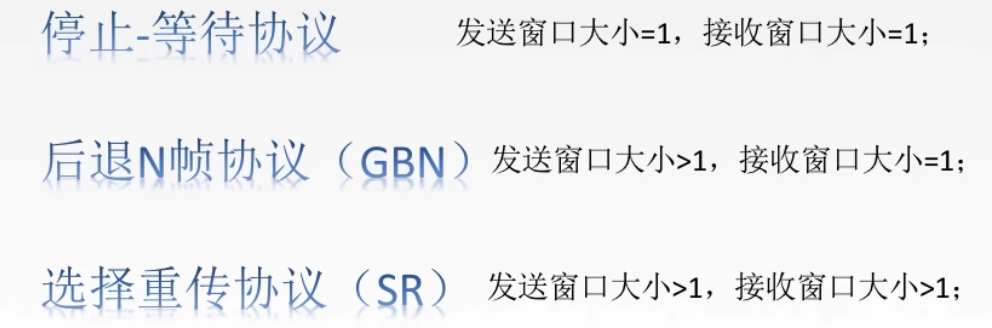 停止-等待协议 发送窗口大小=1，接收窗口大小=1；
后退N帧协议（GBN） 发送窗口大小>1，接收窗口大小=1；
选择重传协议（SR） 发送窗口大小>1，接收窗口大小>1；